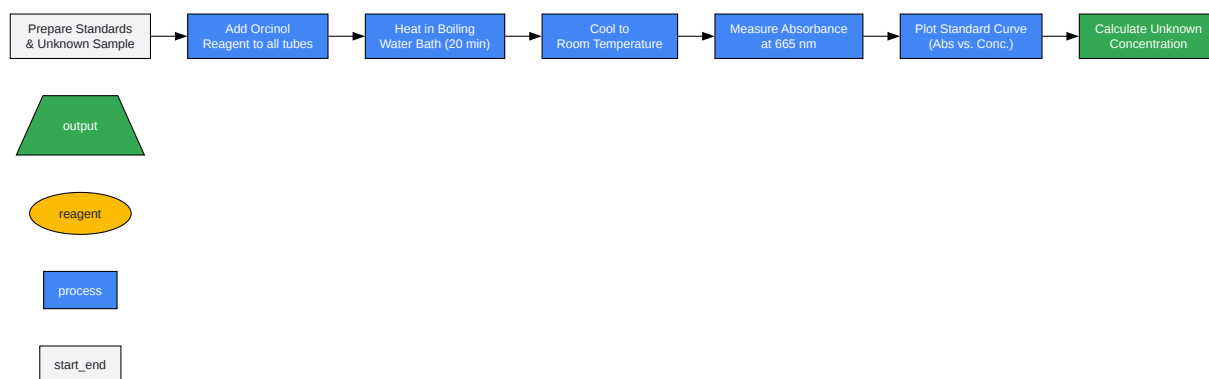 Prepare Standards
& Unknown Sample
Add Orcinol
Reagent to all tubes
Heat in Boiling
Water Bath (20 min)
Cool to
Room Temperature
Measure Absorbance
at 665 nm
Plot Standard Curve
(Abs vs. Conc.)
Calculate Unknown
Concentration
output
reagent
process
start_end